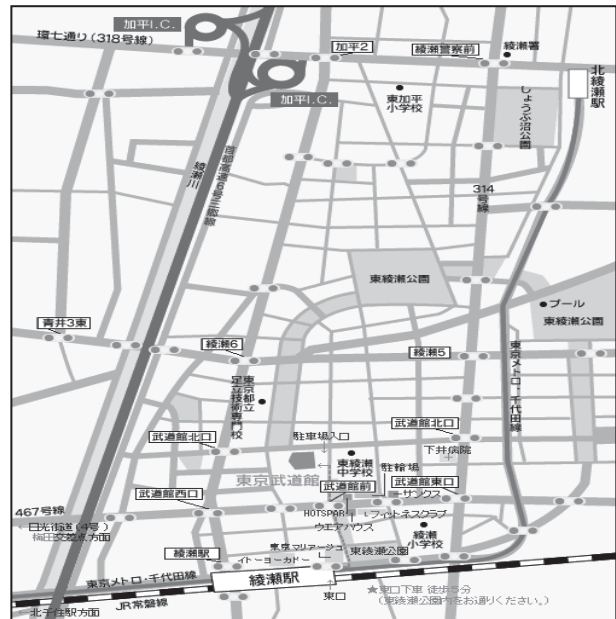 環七通り(318号線)
加平I.C.
加平2
綾瀬警察前
綾瀬署
北綾瀬駅
加平I.C.
東加平
小学校
しょうぶ沼公園
綾瀬川
首都高速6号三郷線
314
号線
東綾瀬公園
プール
東綾瀬公園
青井3東
綾瀬6
綾瀬5
東京メトロ・千代田線
東京都立
足立技術専門校
武道館北口
駐車場入口
武道館北口
下井病院
東綾瀬
中学校
駐輪場
東京武道館
武道館前
武道館東口
武道館西口
467号線
HOTSPAR
フィットネスクラブ
ウエアハウス
←日光街道(4号)
梅田交差点方面
綾瀬
小学校
綾瀬駅
東京マリアージュ
イトーヨーカドー
東綾瀬公園
東京メトロ・千代田線
綾瀬駅
JR常磐線
←北千住駅方面
東口
★東口下車 徒歩5分
(東綾瀬公園内をお通りください。)